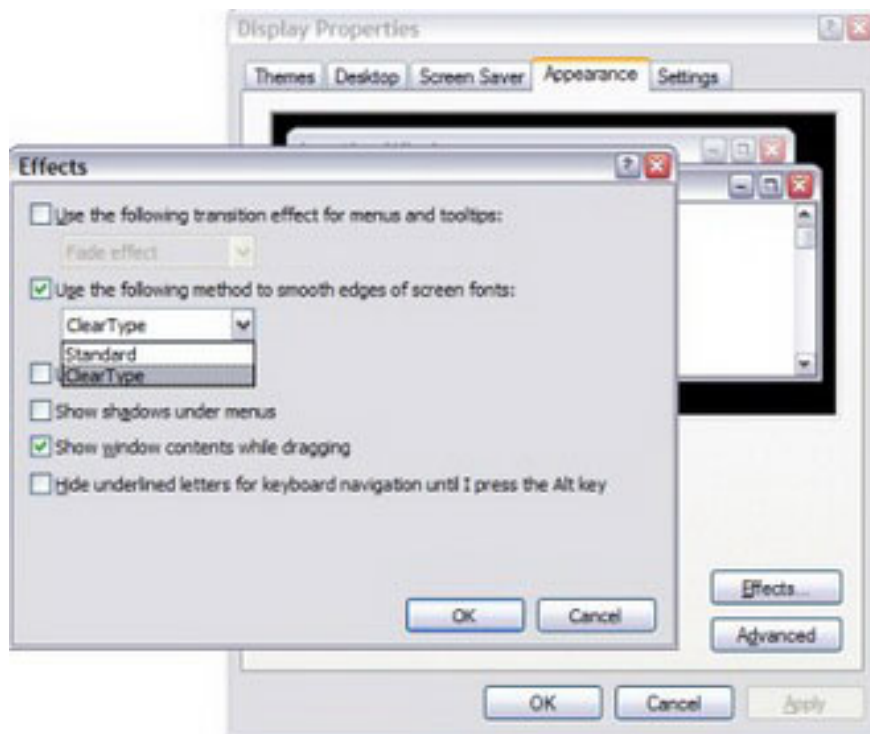 Display Properties
Themes Desktop Screen Saver Appearance Settings
Effects
Use the following transition effect for menus and tooltips:
Fade effect
Use the following method to smooth edges of screen fonts:
ClearType
Standard
ClearType
Show shadows under menus
Show window contents while dragging
Hide underlined letters for keyboard navigation until I press the Alt key
OK Cancel
Effects...
Advanced
OK Cancel Apply